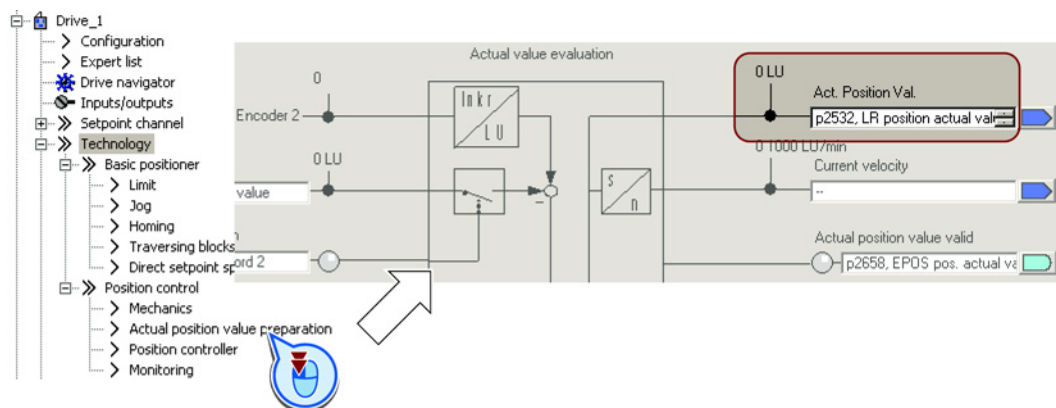 Drive_1
Configuration
Expert list
Drive navigator
Inputs/outputs
Setpoint channel
Technology
Basic positioner
Limit
Jog
Homing
Traversing blocks
Direct setpoint sp
Position control
Mechanics
Actual position value preparation
Position controller
Monitoring
Actual value evaluation
0
Encoder 2
Inkr
LU
0 LU
value
ord 2
s
n
0 LU
Act. Position Val.
p2532, LR position actual val
0 1000 LU/min
Current velocity
--
Actual position value valid
p2658, EPOS pos. actual va